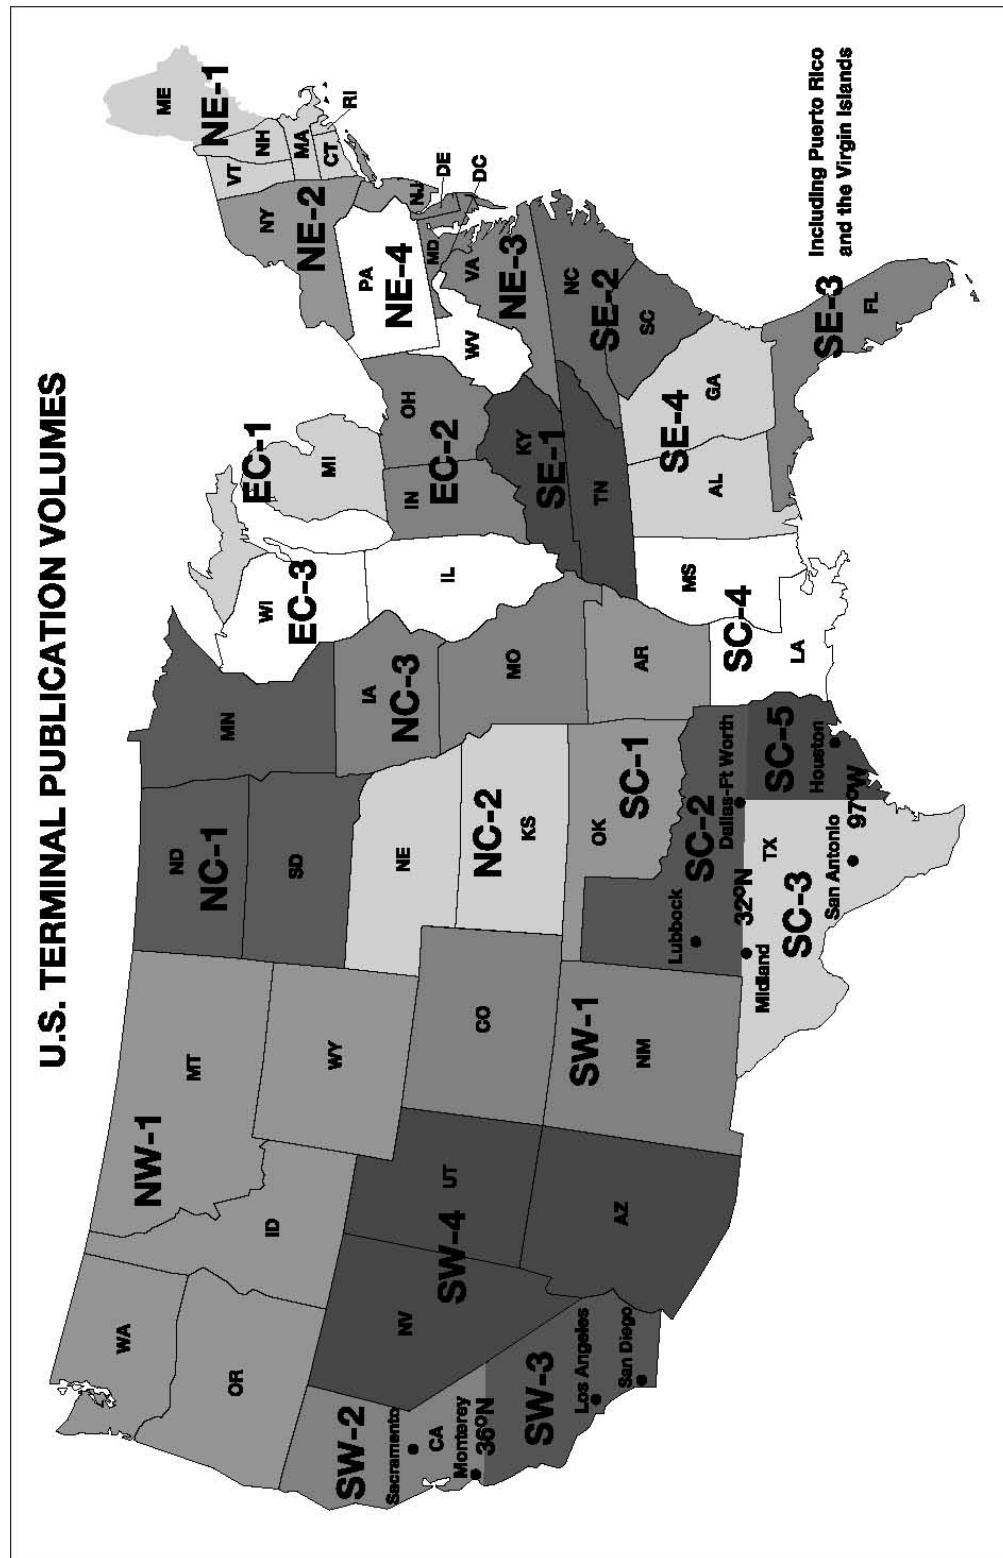 U.S. TERMINAL PUBLICATION VOLUMES
WA
OR
ID
MT
NW-1
WY
ND
NC-1
SD
MN
WI
EC-3
IL
MI
EC-1
VT
NH
ME
NE-1
MA
CT
RI
NY
NE-2
NJ
DE
DC
MD
PA
NE-4
VA
NE-3
WV
OH
IN
EC-2
KY
SE-1
TN
NC
SE-2
SC
GA
SE-4
AL
SE-3
FL
Including Puerto Rico
and the Virgin Islands
IA
NC-3
MO
NE
NC-2
KS
AR
OK
SC-1
MS
SC-4
LA
Lubbock
SC-2
Dallas-Ft Worth
32ºN
Midland
TX
SC-3
San Antonio
97ºW
SC-5
Houston
CO
SW-1
NM
UT
SW-4
NV
AZ
SW-2
Sacramento
CA
Monterey
36ºN
SW-3
Los Angeles
San Diego